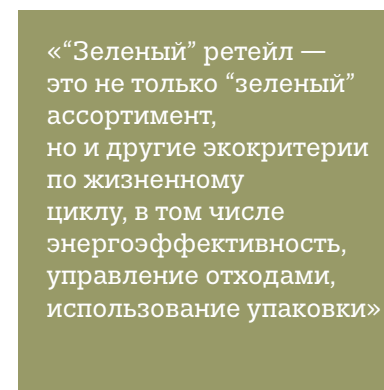 «“Зеленый” ретейл —
это не только “зеленый”
ассортимент,
но и другие экокритерии
по жизненному
циклу, в том числе
энергоэффективность,
управление отходами,
использование упаковки»